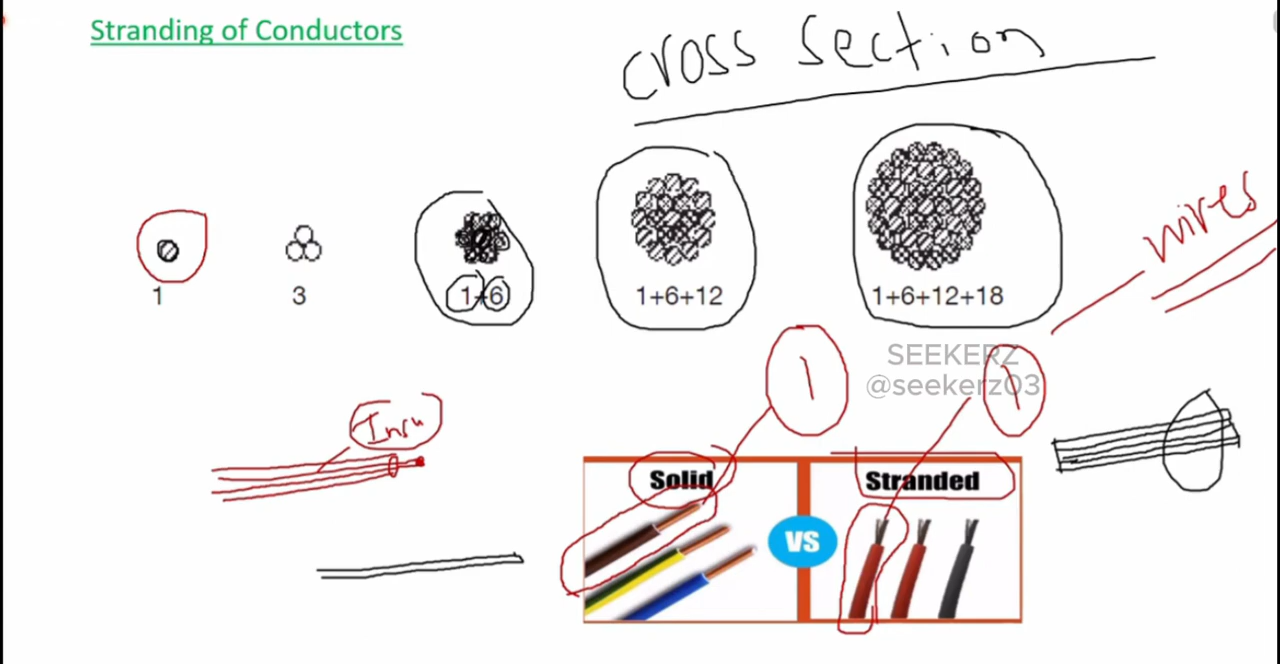 Stranding of Conductors
cross section
wires
1
3
1+6
1+6+12
1+6+12+18
SEEKERZ
@seekerz03
1
1
Insu
Solid
VS
Stranded